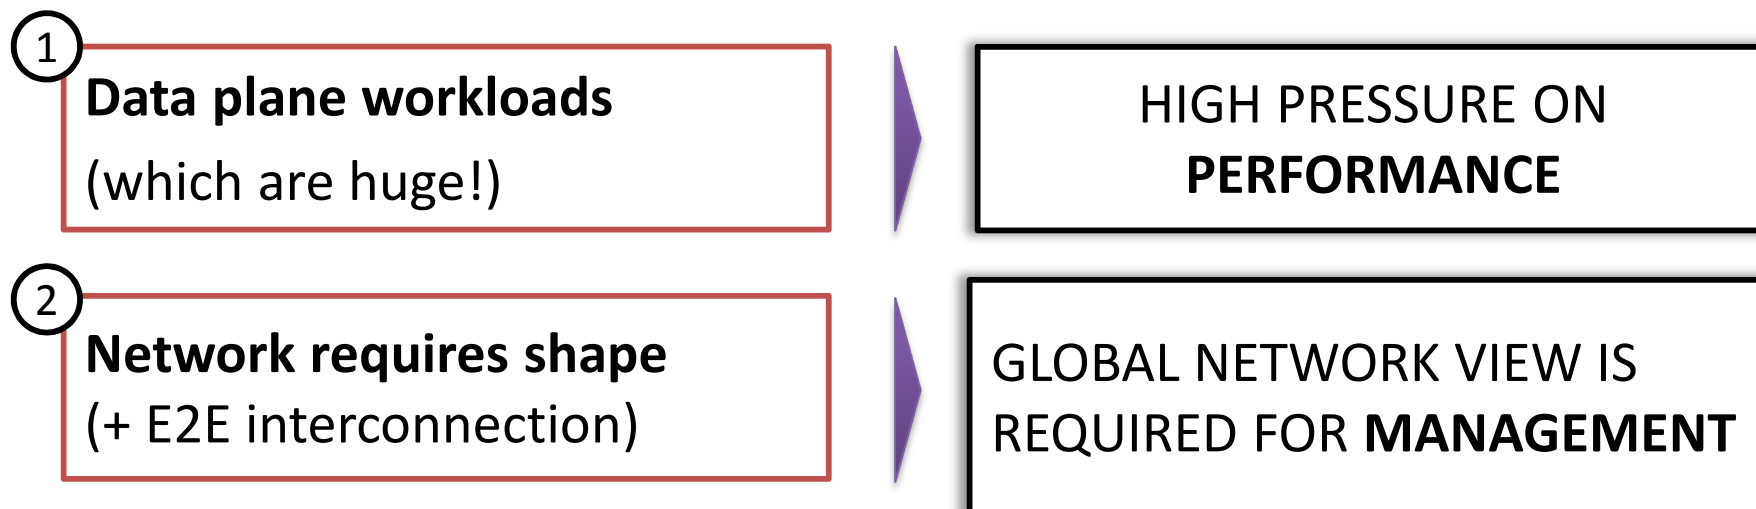 1
Data plane workloads
(which are huge!)
HIGH PRESSURE ON
PERFORMANCE
2
Network requires shape
(+ E2E interconnection)
GLOBAL NETWORK VIEW IS
REQUIRED FOR MANAGEMENT